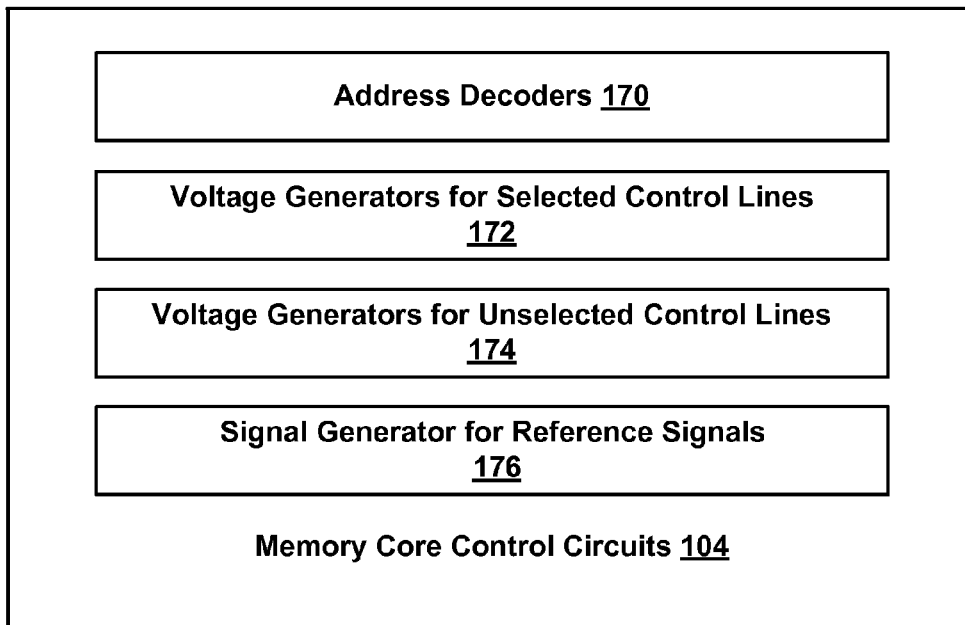 Address Decoders 170
Voltage Generators for Selected Control Lines
172
Voltage Generators for Unselected Control Lines
174
Signal Generator for Reference Signals
176
Memory Core Control Circuits 104